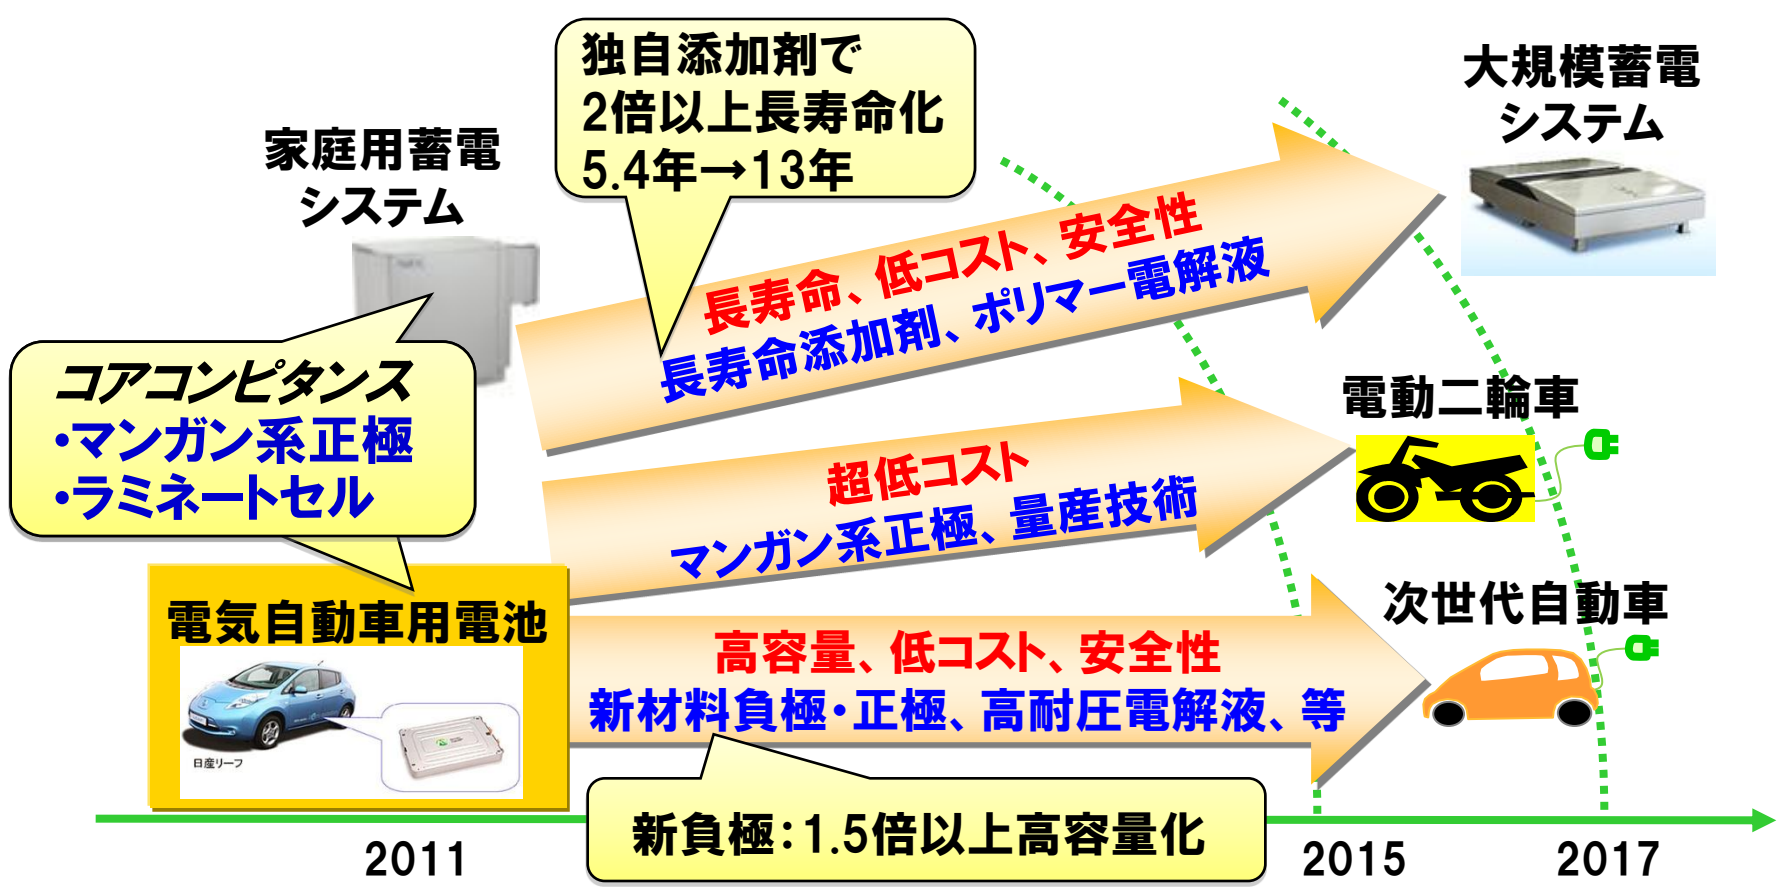 独自添加剤で
2倍以上長寿命化
5.4年→13年
大規模蓄電
システム
家庭用蓄電
システム
長寿命、低コスト、安全性
長寿命添加剤、ポリマー電解液
コアコンピタンス
・マンガン系正極
・ラミネートセル
電動二輪車
超低コスト
マンガン系正極、量産技術
電気自動車用電池
日産リーフ
次世代自動車
高容量、低コスト、安全性
新材料負極・正極、高耐圧電解液、等
新負極：1.5倍以上高容量化
2011
2015
2017